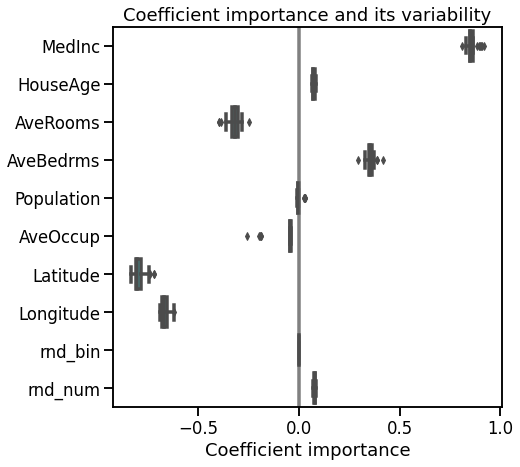 Coefficient importance and its variability
MedInc
HouseAge
AveRooms
AveBedrms
Population
AveOccup
Latitude
Longitude
rnd_bin
rnd_num
−0.5 0.0 0.5 1.0
Coefficient importance